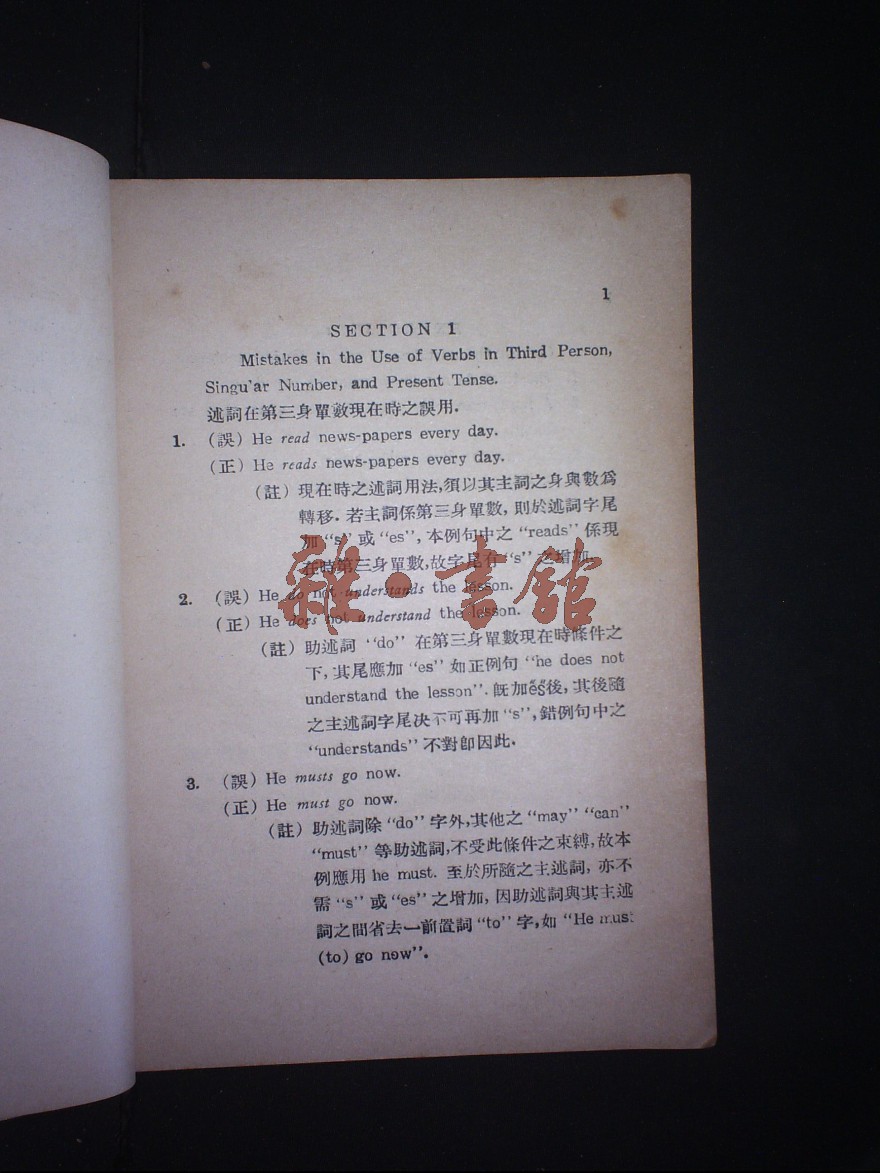 1
SECTION 1
Mistakes in the Use of Verbs in Third Person,
Singu'ar Number, and Present Tense.
述詞在第三身單數現在時之誤用.
1. (誤) He read news-papers every day.
(正) He reads news-papers every day.
(註) 現在時之述詞用法,須以其主詞之身與數爲
轉移. 若主詞係第三身單數, 則於述詞字尾
加 "s" 或 "es", 本例句中之 "reads" 係現
在時第三身單數,故字尾有 "s" 之增加.
雜·書館
2. (誤) He do not understands the lesson.
(正) He does not understand the lesson.
(註) 助述詞 "do" 在第三身單數現在時條件之
下, 其尾應加 "es" 如正例句 "he does not
understand the lesson". 旣加"es"後, 其後隨
之主述詞字尾决不可再加 "s", 錯例句中之
"understands" 不對卽因此.
3. (誤) He musts go now.
(正) He must go now.
(註) 助述詞除 "do" 字外,其他之 "may" "can"
"must" 等助述詞, 不受此條件之束縛, 故本
例應用 he must. 至於所隨之主述詞, 亦不
需 "s" 或 "es" 之增加, 因助述詞與其主述
詞之間省去一前置詞 "to" 字, 如 "He must
(to) go now".